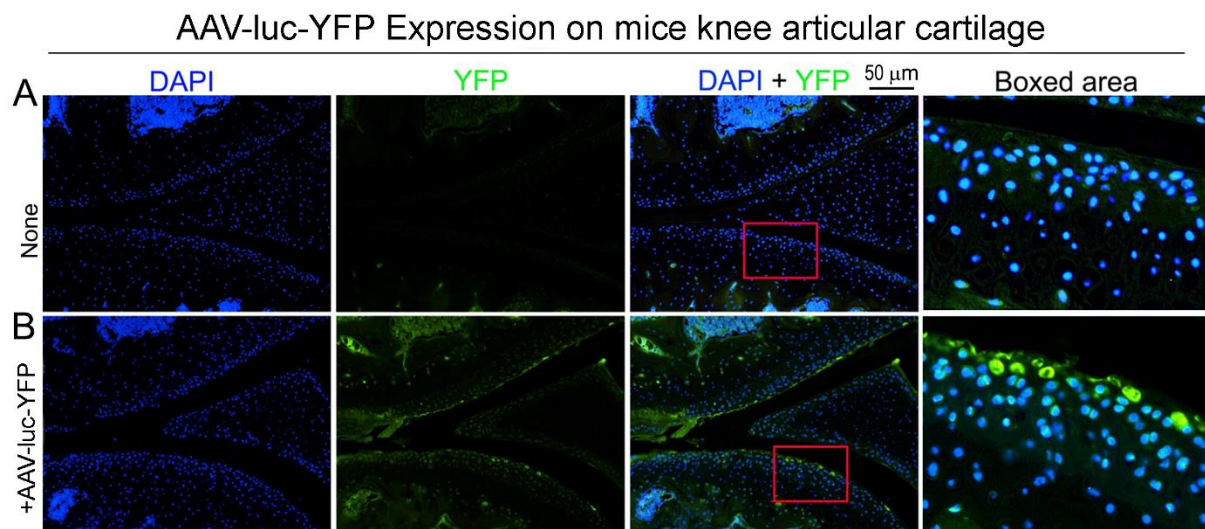 AAV-luc-YFP Expression on mice knee articular cartilage
DAPI YFP DAPI + YFP 50 μm Boxed area
A
None
B
+AAV-luc-YFP